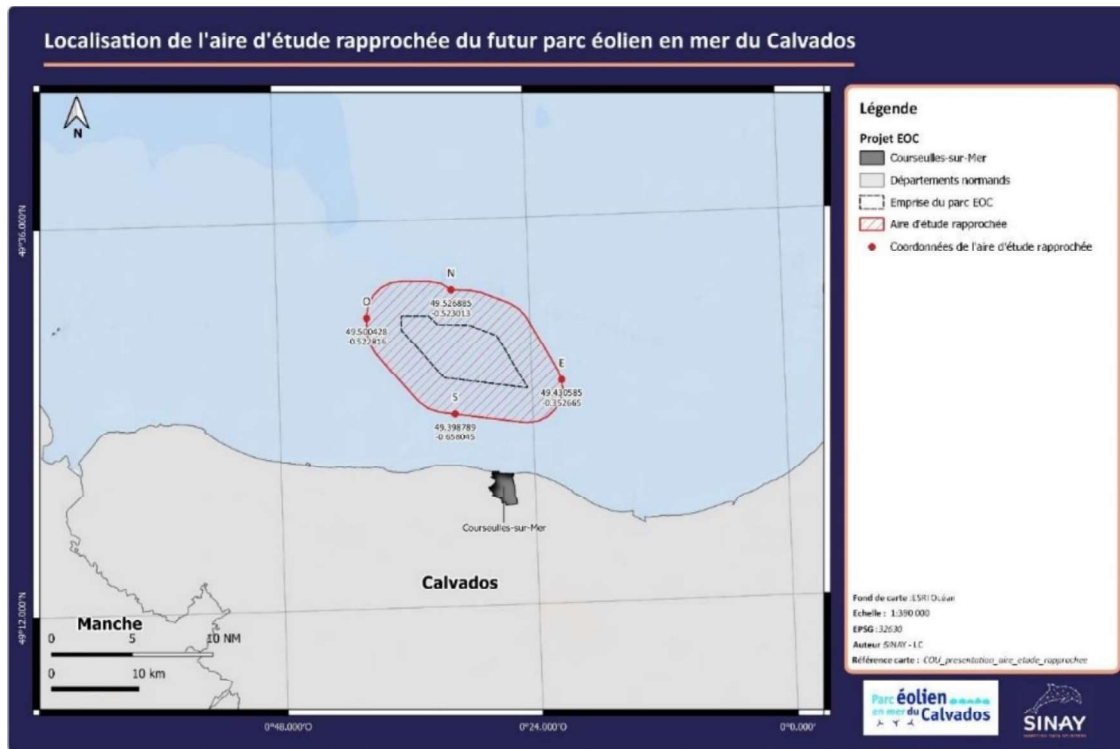 Localisation de l'aire d'étude rapprochée du futur parc éolien en mer du Calvados
N
49°36.000'N
49°12.000'N
N
49.526885
-0.523013
O
49.500428
-0.522816
E
49.430585
-0.352665
S
49.398789
-0.658045
Courseulles-sur-Mer
Calvados
Manche
0 5 10 NM
0 10 km
0°48.000'O
0°24.000'O
0°0.000'O
Légende
Projet EOC
Courseulles-sur-Mer
Départements normands
Emprise du parc EOC
Aire d'étude rapprochée
Coordonnées de l'aire d'étude rapprochée
Fond de carte : ESRI Océan
Echelle : 1:390 000
EPSG : 32630
Auteur SINAY - LC
Référence carte : COU_presentation_aire_etude_rapprochee
Parc éolien
en mer du Calvados
SINAY